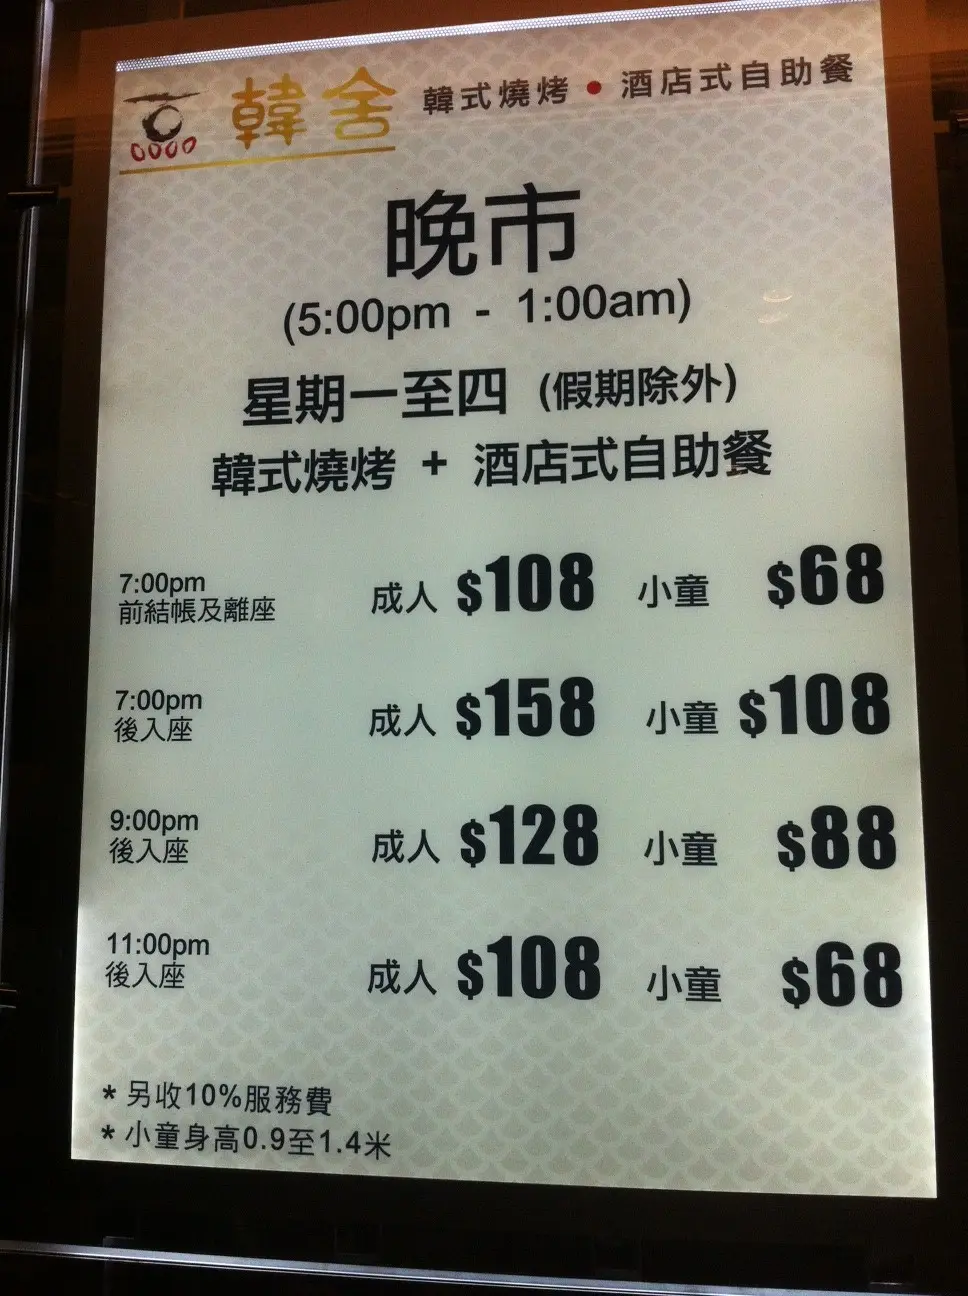 韓舍 韓式燒烤 • 酒店式自助餐
晚市
(5:00pm - 1:00am)
星期一至四 (假期除外)
韓式燒烤 + 酒店式自助餐
7:00pm
前結帳及離座 成人 $108 小童 $68
7:00pm
後入座 成人 $158 小童 $108
9:00pm
後入座 成人 $128 小童 $88
11:00pm
後入座 成人 $108 小童 $68
* 另收10%服務費
* 小童身高0.9至1.4米